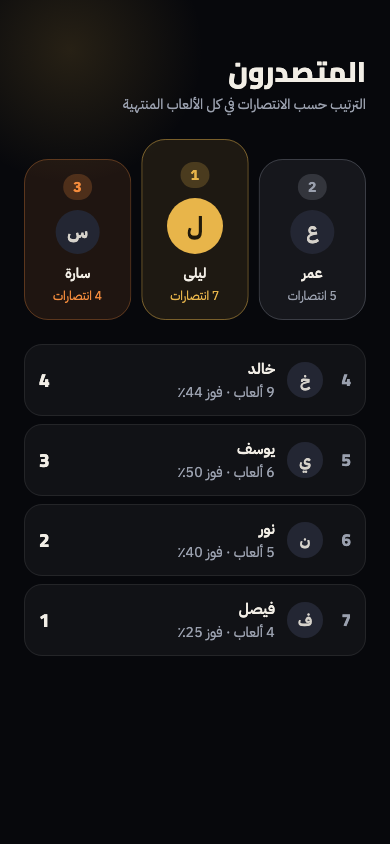 المتصدرون
الترتيب حسب الانتصارات في كل الألعاب المنتهية
2
ع
عمر
5 انتصارات
1
ل
ليلى
7 انتصارات
3
س
سارة
4 انتصارات
4
خ
خالد
9 ألعاب · فوز 44٪
4
5
ي
يوسف
6 ألعاب · فوز 50٪
3
6
ن
نور
5 ألعاب · فوز 40٪
2
7
ف
فيصل
4 ألعاب · فوز 25٪
1